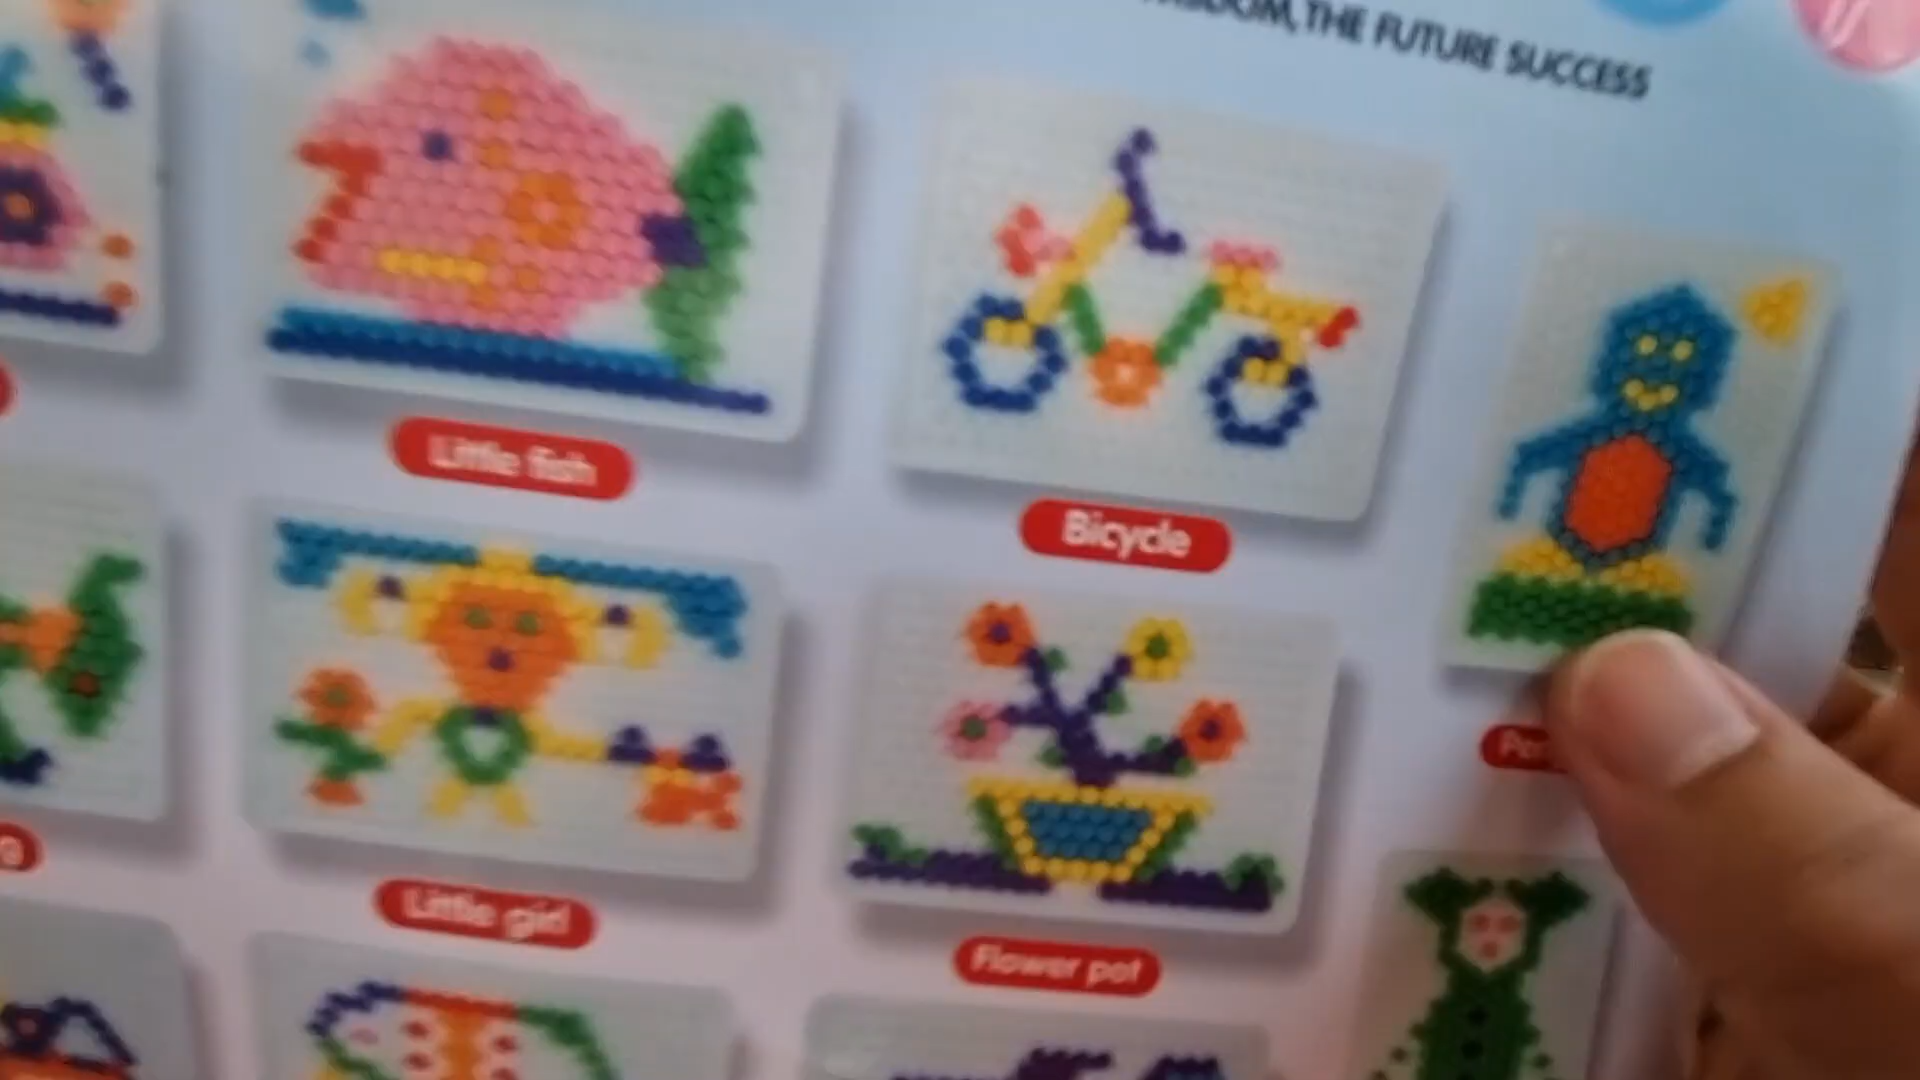 THE FUTURE SUCCESS
Little fish
Bicycle
Little girl
Flower pot